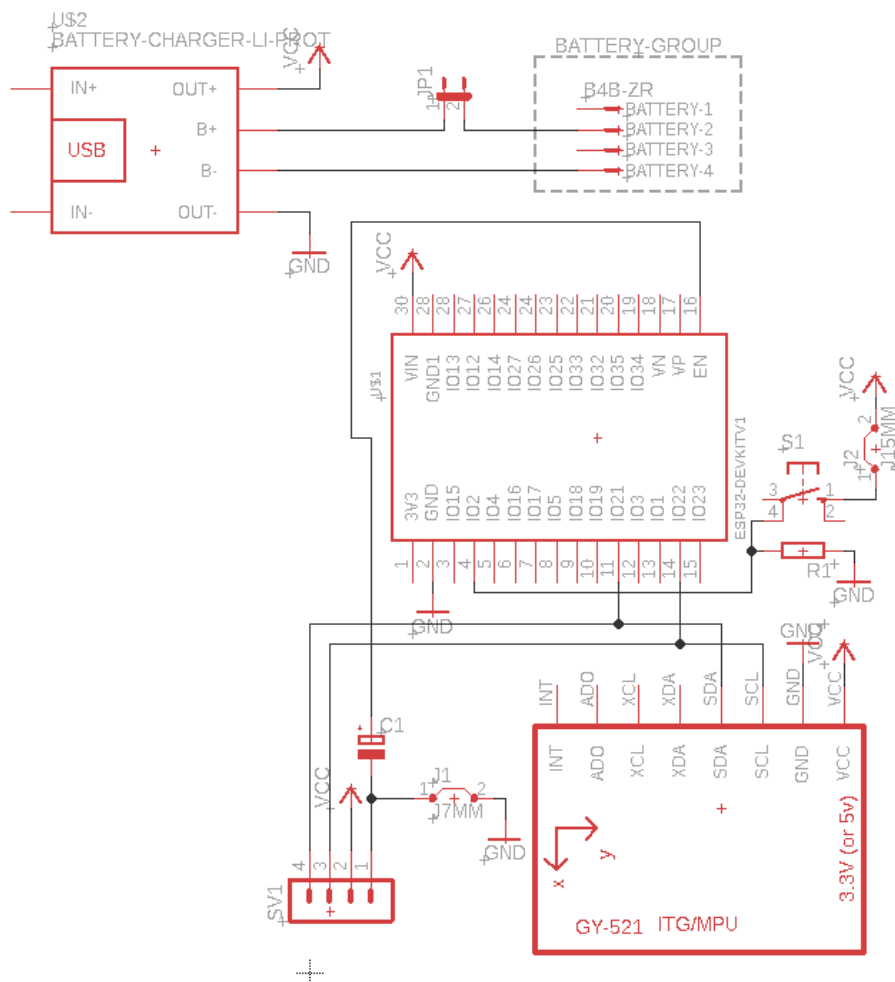 U$2
BATTERY-CHARGER-LI-PROT
VCC
IN+
OUT+
B+
USB
B-
IN-
OUT-
GND
JP1
1
2
BATTERY-GROUP
B4B-ZR
BATTERY-1
BATTERY-2
BATTERY-3
BATTERY-4
VCC
30 28 28 27 26 24 24 23 22 21 20 19 18 17 16
VIN GND1 IO13 IO12 IO14 IO27 IO26 IO25 IO33 IO32 IO35 IO34 VN VP EN
U$1
ESP32-DEVKITV1
3V3 GND IO15 IO2 IO4 IO16 IO17 IO5 IO18 IO19 IO21 IO3 IO1 IO22 IO23
1 2 3 4 5 6 7 8 9 10 11 12 13 14 15
GND
VCC
2
J2
J15MM
1
S1
3 1
4 2
R1
GND
GND
VCC
INT ADO XCL XDA SDA SCL GND VCC
INT ADO XCL XDA SDA SCL GND VCC
3.3V (or 5v)
y
x
GY-521 ITG/MPU
C1
VCC
J1
1 2
J7MM
GND
4 3 2 1
SV1